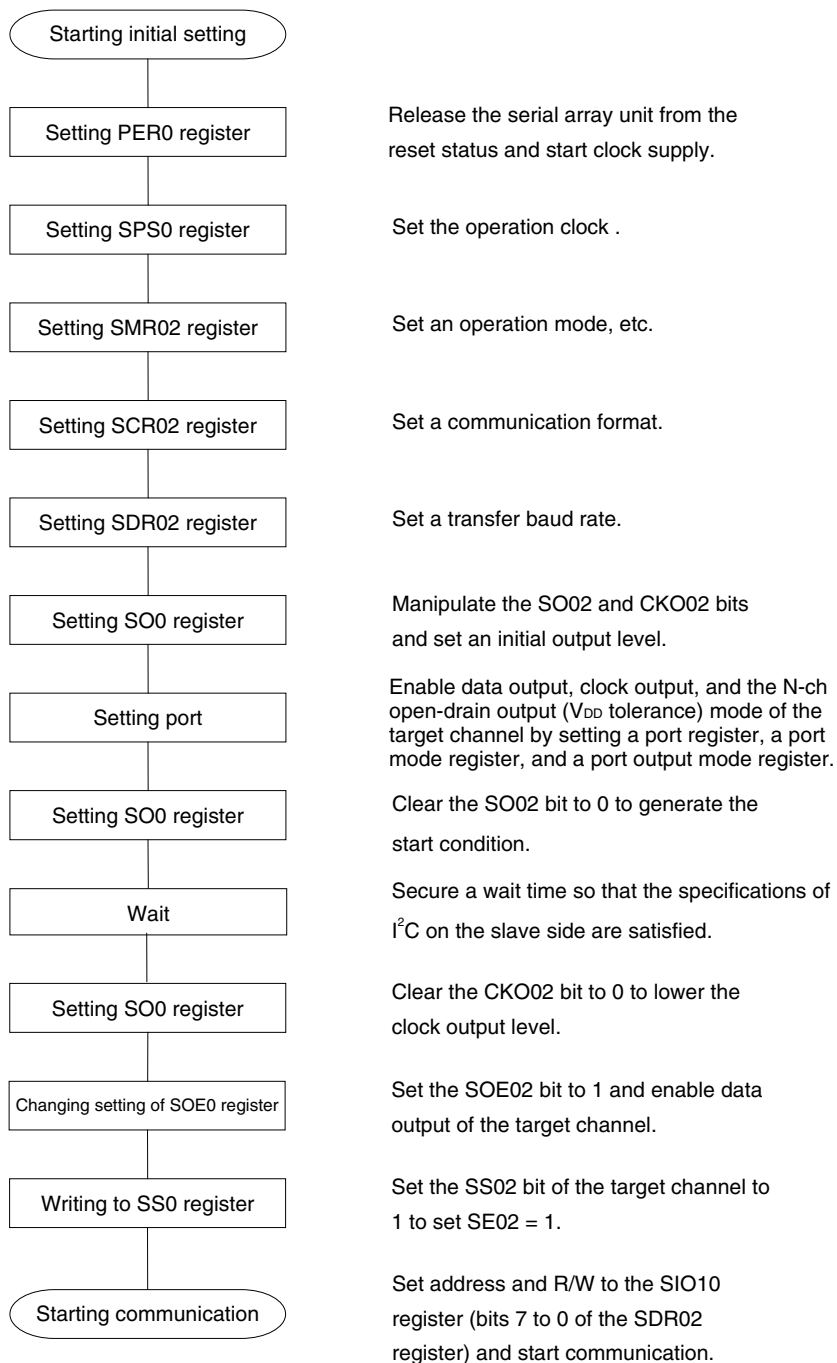 Starting initial setting
Setting PER0 register
Release the serial array unit from the
reset status and start clock supply.
Setting SPS0 register
Set the operation clock .
Setting SMR02 register
Set an operation mode, etc.
Setting SCR02 register
Set a communication format.
Setting SDR02 register
Set a transfer baud rate.
Setting SO0 register
Manipulate the SO02 and CKO02 bits
and set an initial output level.
Setting port
Enable data output, clock output, and the N-ch
open-drain output (VDD tolerance) mode of the
target channel by setting a port register, a port
mode register, and a port output mode register.
Setting SO0 register
Clear the SO02 bit to 0 to generate the
start condition.
Wait
Secure a wait time so that the specifications of
I²C on the slave side are satisfied.
Setting SO0 register
Clear the CKO02 bit to 0 to lower the
clock output level.
Changing setting of SOE0 register
Set the SOE02 bit to 1 and enable data
output of the target channel.
Writing to SS0 register
Set the SS02 bit of the target channel to
1 to set SE02 = 1.
Starting communication
Set address and R/W to the SIO10
register (bits 7 to 0 of the SDR02
register) and start communication.